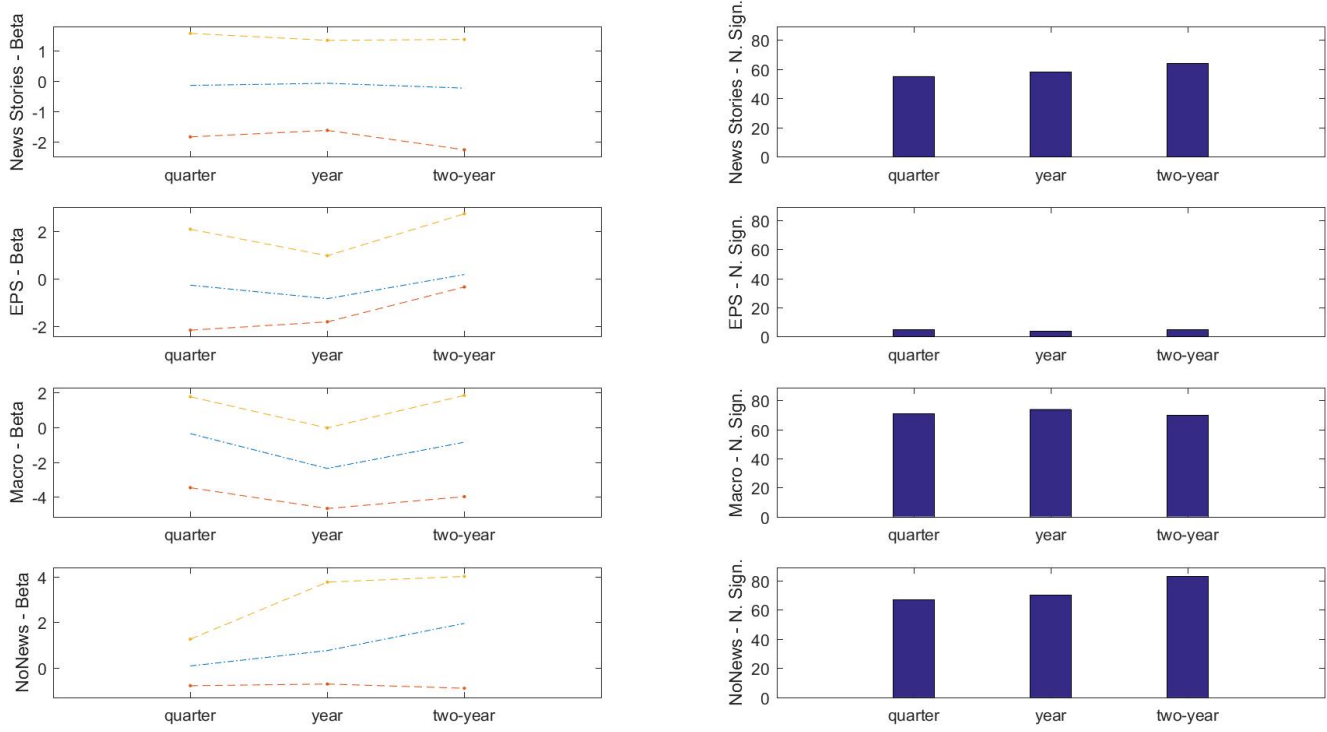 News Stories - Beta
1
0
-1
-2
quarter year two-year
News Stories - N. Sign.
80
60
40
20
0
quarter year two-year
EPS - Beta
2
0
-2
quarter year two-year
EPS - N. Sign.
80
60
40
20
0
quarter year two-year
Macro - Beta
2
0
-2
-4
quarter year two-year
Macro - N. Sign.
80
60
40
20
0
quarter year two-year
NoNews - Beta
4
2
0
quarter year two-year
NoNews - N. Sign.
80
60
40
20
0
quarter year two-year